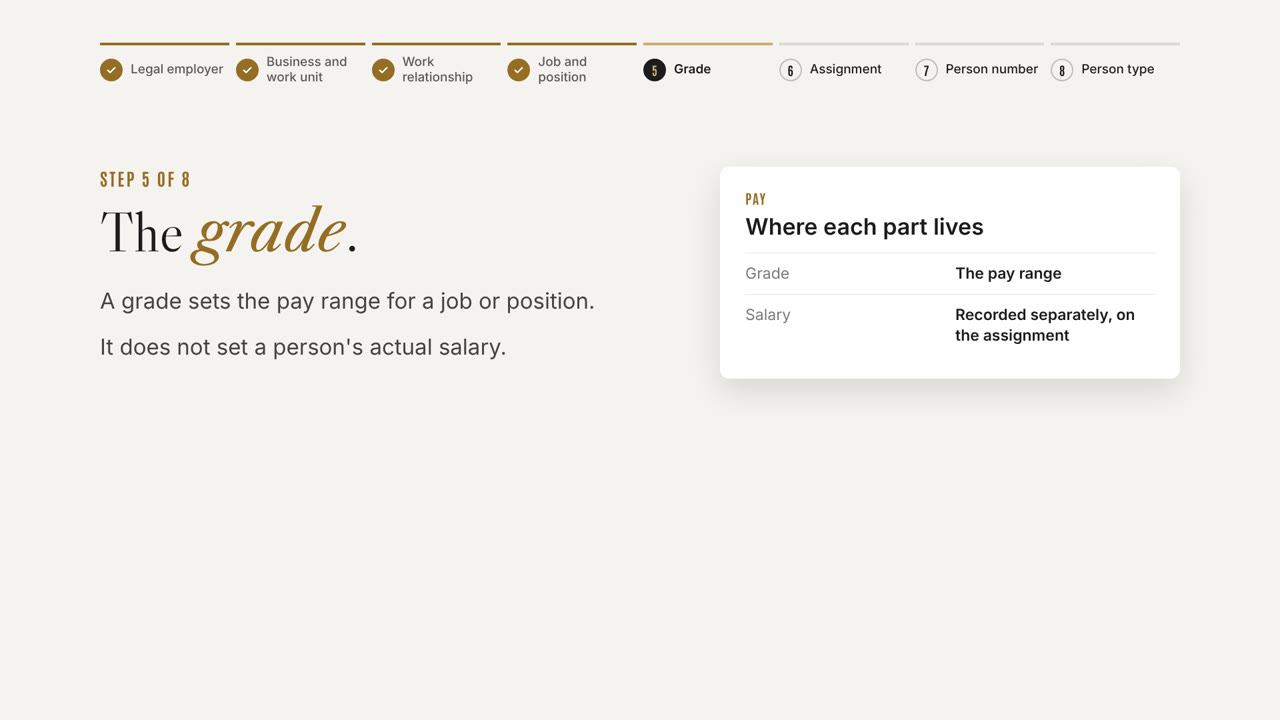 Legal employer
Business and
work unit
Work
relationship
Job and
position
5 Grade
6 Assignment
7 Person number
8 Person type
STEP 5 OF 8
The grade.
A grade sets the pay range for a job or position.
It does not set a person's actual salary.
PAY
Where each part lives
Grade The pay range
Salary Recorded separately, on
the assignment